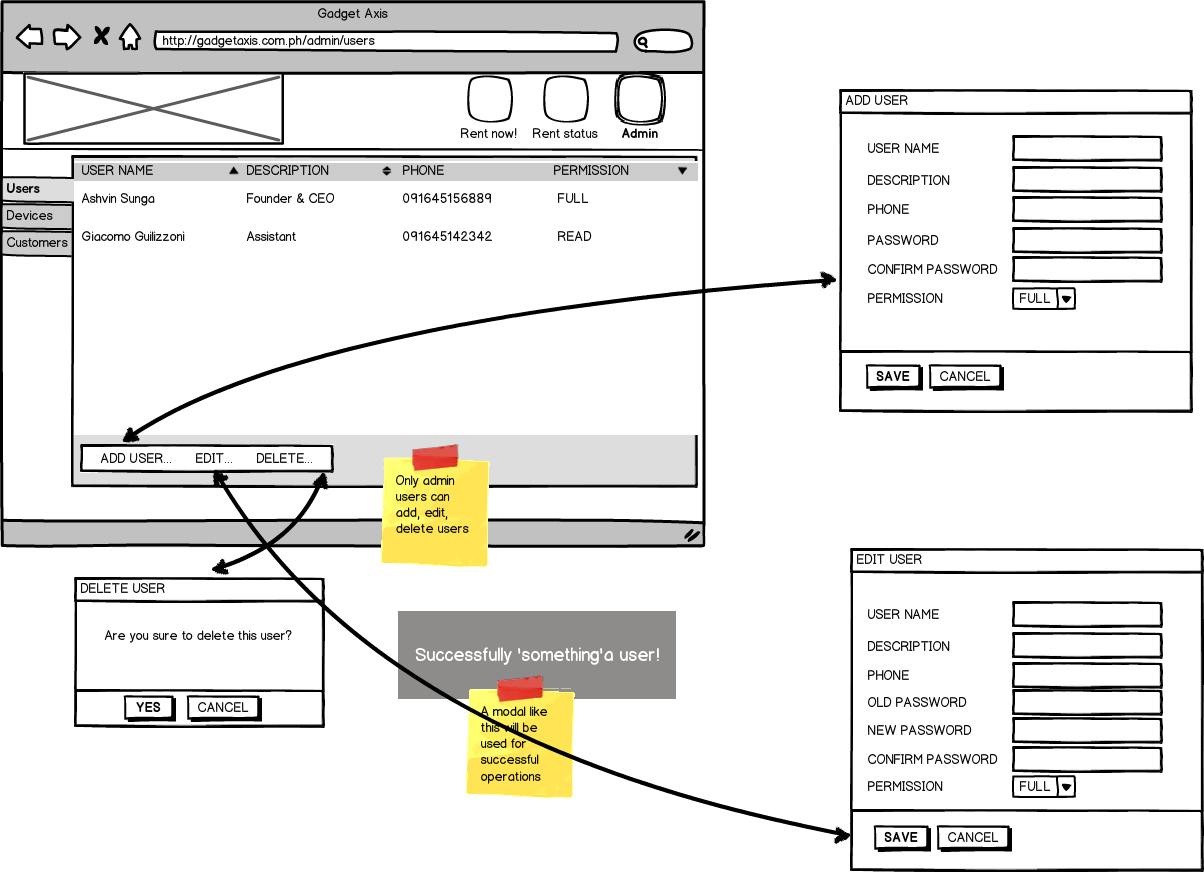 Gadget Axis
http://gadgetaxis.com.ph/admin/users
Rent now! Rent status Admin
Users
Devices
Customers
USER NAME DESCRIPTION PHONE PERMISSION
Ashvin Sunga Founder & CEO 091645156889 FULL
Giacomo Guilizzoni Assistant 091645142342 READ
ADD USER... EDIT... DELETE...
Only admin
users can
add, edit,
delete users
ADD USER
USER NAME
DESCRIPTION
PHONE
PASSWORD
CONFIRM PASSWORD
PERMISSION FULL
SAVE CANCEL
DELETE USER
Are you sure to delete this user?
YES CANCEL
Successfully 'something'a user!
A modal like
this will be
used for
successful
operations
EDIT USER
USER NAME
DESCRIPTION
PHONE
OLD PASSWORD
NEW PASSWORD
CONFIRM PASSWORD
PERMISSION FULL
SAVE CANCEL